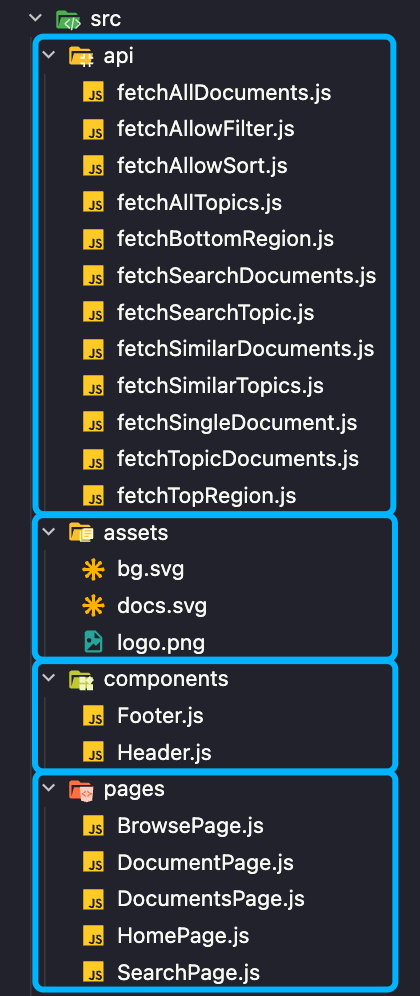 src
api
fetchAllDocuments.js
fetchAllowFilter.js
fetchAllowSort.js
fetchAllTopics.js
fetchBottomRegion.js
fetchSearchDocuments.js
fetchSearchTopic.js
fetchSimilarDocuments.js
fetchSimilarTopics.js
fetchSingleDocument.js
fetchTopicDocuments.js
fetchTopRegion.js
assets
bg.svg
docs.svg
logo.png
components
Footer.js
Header.js
pages
BrowsePage.js
DocumentPage.js
DocumentsPage.js
HomePage.js
SearchPage.js